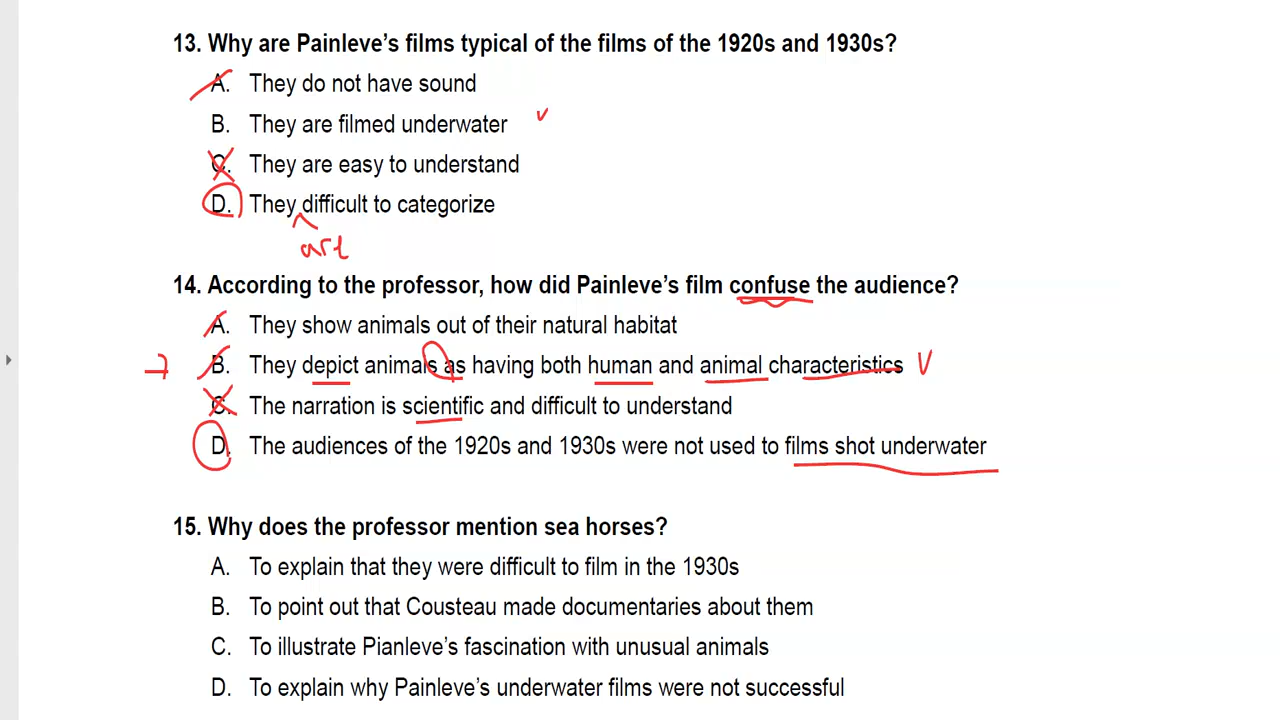 13. Why are Painleve's films typical of the films of the 1920s and 1930s?
A. They do not have sound
B. They are filmed underwater v
C. They are easy to understand
D. They difficult to categorize
are
14. According to the professor, how did Painleve's film confuse the audience?
A. They show animals out of their natural habitat
B. They depict animals as having both human and animal characteristics V
C. The narration is scientific and difficult to understand
D. The audiences of the 1920s and 1930s were not used to films shot underwater
15. Why does the professor mention sea horses?
A. To explain that they were difficult to film in the 1930s
B. To point out that Cousteau made documentaries about them
C. To illustrate Pianleve's fascination with unusual animals
D. To explain why Painleve's underwater films were not successful